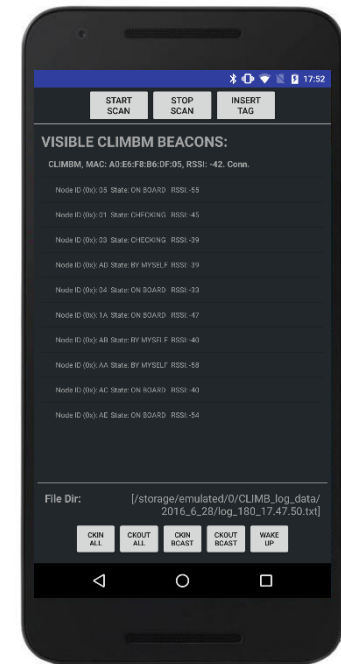 17:52
START
SCAN
STOP
SCAN
INSERT
TAG
VISIBLE CLIMBM BEACONS:
CLIMBM, MAC: A0:E6:F8:B6:DF:05, RSSI: -42. Conn.
Node ID (0x): 05 State: ON BOARD RSSI:-55
Node ID (0x): 01 State: CHECKING RSSI:-45
Node ID (0x): 03 State: CHECKING RSSI:-39
Node ID (0x): AD State: BY MYSELF RSSI:-39
Node ID (0x): 04 State: ON BOARD RSSI:-33
Node ID (0x): 1A State: ON BOARD RSSI:-47
Node ID (0x): AB State: BY MYSELF RSSI:-40
Node ID (0x): AA State: BY MYSELF RSSI:-58
Node ID (0x): AC State: ON BOARD RSSI:-40
Node ID (0x): AE State: ON BOARD RSSI:-54
File Dir: [/storage/emulated/0/CLIMB_log_data/
2016_6_28/log_180_17.47.50.txt]
CKIN
ALL
CKOUT
ALL
CKIN
BCAST
CKOUT
BCAST
WAKE
UP